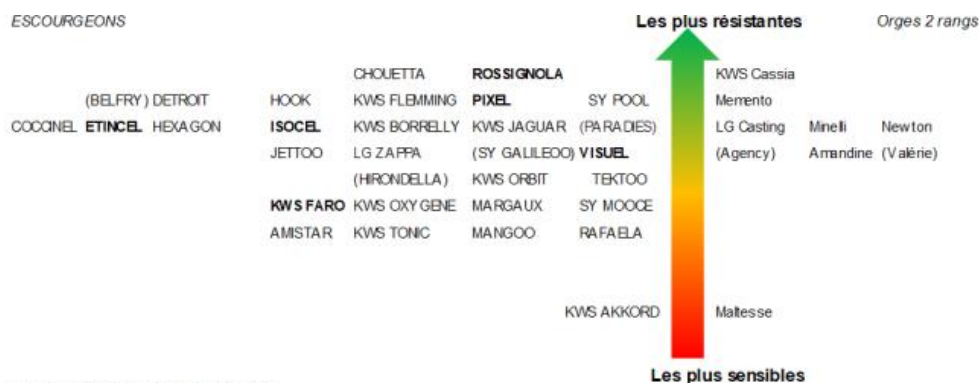 ESCOURGEONS Les plus résistantes Orges 2 rangs
CHOUETTA ROSSIGNOLA KWS Cassia
(BELFRY) DETROIT HOOK KWS FLEMMING PIXEL SY POOL Memento
COCCINEL ETINCEL HEXAGON ISOCEL KWS BORRELLY KWS JAGUAR (PARADIES) LG Casting Minelli Newton
JETTOO LG ZAPPA (SY GALILEOO) VISUEL (Agency) Amandine (Valérie)
(HIRONDELLA) KWS ORBIT TEKTOO
KWS FARO KWS OXYGENE MARGAUX SY MOOCE
AMISTAR KWS TONIC MANGOO RAFAELA
KWS AKKORD Maltesse
Les plus sensibles